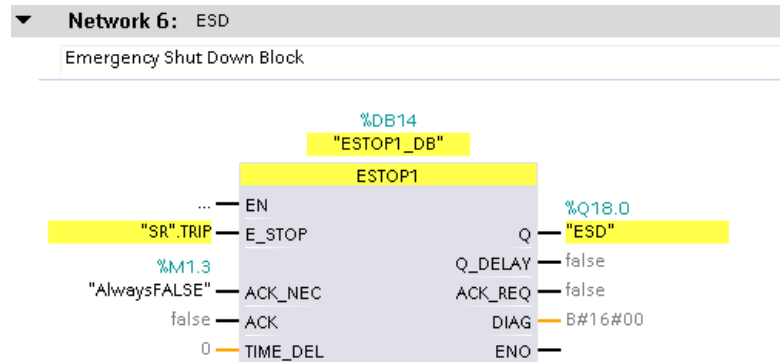 Network 6: ESD
Emergency Shut Down Block
%DB14
"ESTOP1_DB"
ESTOP1
... EN
%Q18.0
"SR".TRIP E_STOP Q "ESD"
%M1.3 Q_DELAY false
"AlwaysFALSE" ACK_NEC ACK_REQ false
false ACK DIAG B#16#00
0 TIME_DEL ENO